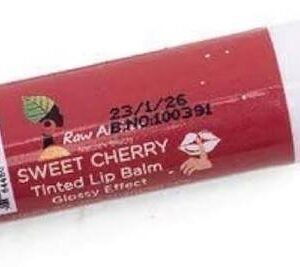 23/1/26
B.NO:100391
Raw
SWEET CHERRY
Tinted Lip Balm
Glossy Effect